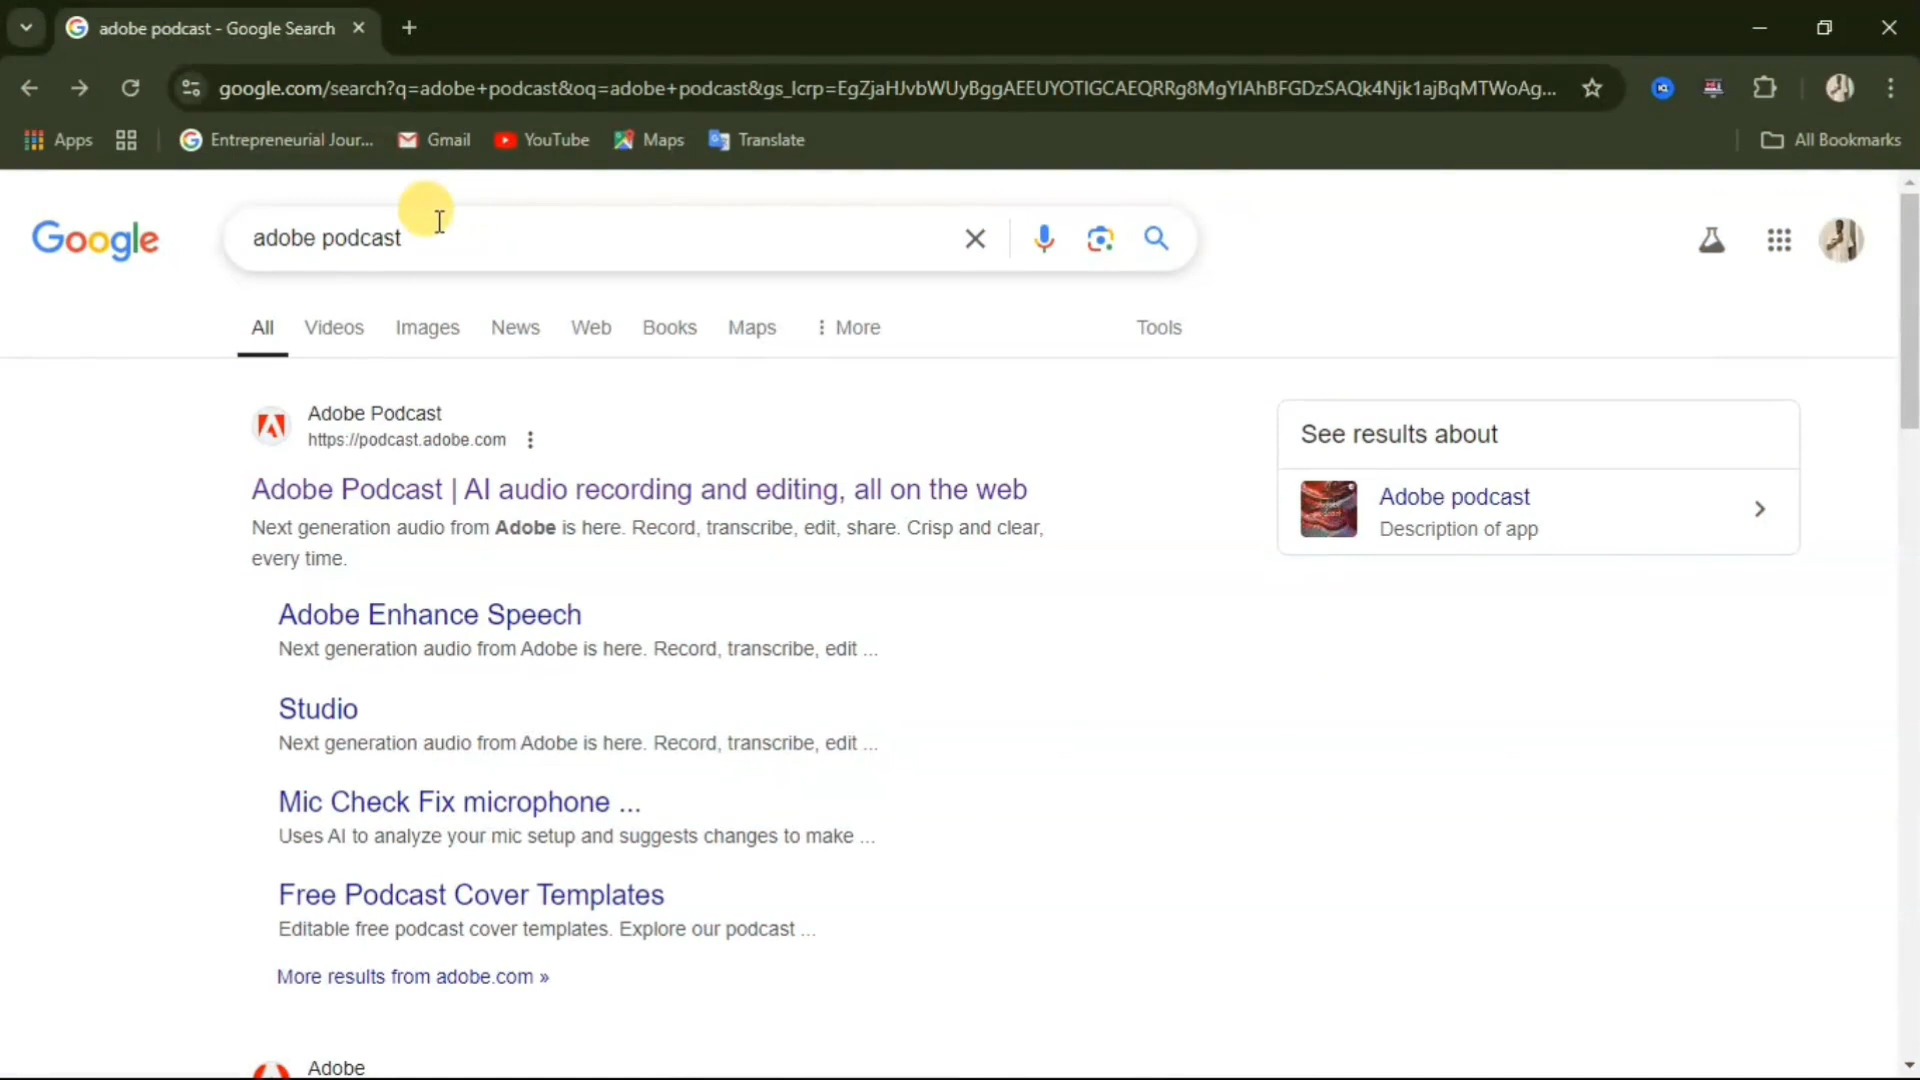 adobe podcast - Google Search
google.com/search?q=adobe+podcast&oq=adobe+podcast&gs_lcrp=EgZjaHJvbWUyBggAEEUYOTIGCAEQRRg8MgYIAhBFGDzSAQk4Njk1ajBqMTWoAg...
Apps
Entrepreneurial Jour...
Gmail
YouTube
Maps
Translate
All Bookmarks
Google
adobe podcast
All Videos Images News Web Books Maps More Tools
Adobe Podcast
https://podcast.adobe.com
Adobe Podcast | AI audio recording and editing, all on the web
Next generation audio from Adobe is here. Record, transcribe, edit, share. Crisp and clear,
every time.
Adobe Enhance Speech
Next generation audio from Adobe is here. Record, transcribe, edit ...
Studio
Next generation audio from Adobe is here. Record, transcribe, edit ...
Mic Check Fix microphone ...
Uses AI to analyze your mic setup and suggests changes to make ...
Free Podcast Cover Templates
Editable free podcast cover templates. Explore our podcast ...
More results from adobe.com »
Adobe
See results about
Adobe podcast
Description of app